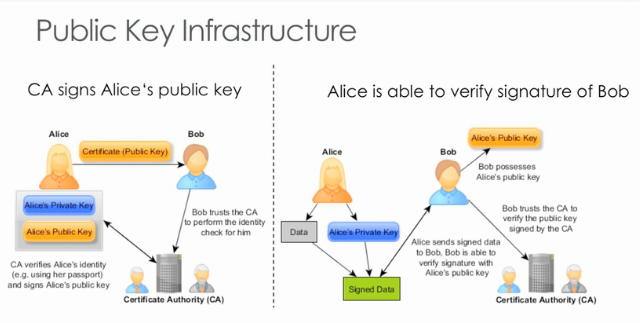 Public Key Infrastructure
CA signs Alice's public key
Alice
Bob
Certificate (Public Key)
Alice's Private Key
Alice's Public Key
Bob trusts the CA
to perform the identity
check for him
CA verifies Alice's identity
(e.g. using her passport)
and signs Alice's public key
Certificate Authority (CA)
Alice is able to verify signature of Bob
Alice
Bob
Alice's Public Key
Bob possesses
Alice's public key
Data
Alice's Private Key
Bob trusts the CA to
verify the public key
signed by the CA
Alice sends signed data
to Bob. Bob is able to
verify signature with
Alice's public key
Signed Data
Certificate Authority (CA)